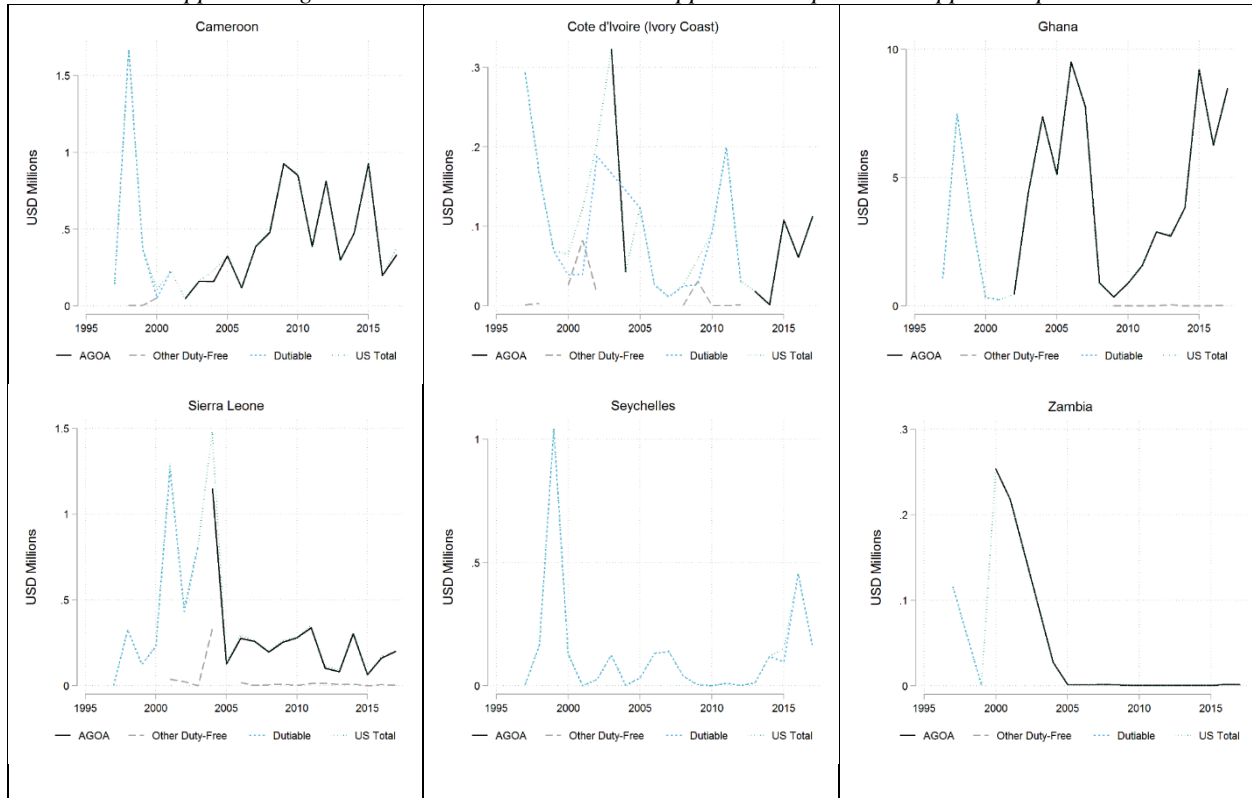 Cameroon
USD Millions
1.5
1
.5
0
1995 2000 2005 2010 2015
AGOA Other Duty-Free Dutiable US Total
Cote d'Ivoire (Ivory Coast)
USD Millions
.3
.2
.1
0
1995 2000 2005 2010 2015
AGOA Other Duty-Free Dutiable US Total
Ghana
USD Millions
10
5
0
1995 2000 2005 2010 2015
AGOA Other Duty-Free Dutiable US Total
Sierra Leone
USD Millions
1.5
1
.5
0
1995 2000 2005 2010 2015
AGOA Other Duty-Free Dutiable US Total
Seychelles
USD Millions
1
.5
0
1995 2000 2005 2010 2015
AGOA Other Duty-Free Dutiable US Total
Zambia
USD Millions
.3
.2
.1
0
1995 2000 2005 2010 2015
AGOA Other Duty-Free Dutiable US Total